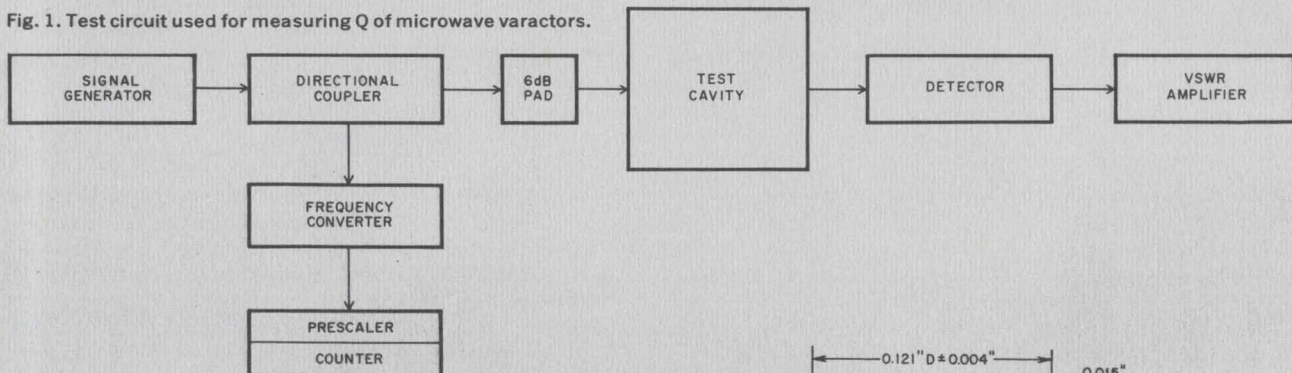 Fig. 1. Test circuit used for measuring Q of microwave varactors.
SIGNAL
GENERATOR
DIRECTIONAL
COUPLER
6dB
PAD
TEST
CAVITY
DETECTOR
VSWR
AMPLIFIER
FREQUENCY
CONVERTER
PRESCALER
COUNTER
0.121"D±0.004"
0.015"